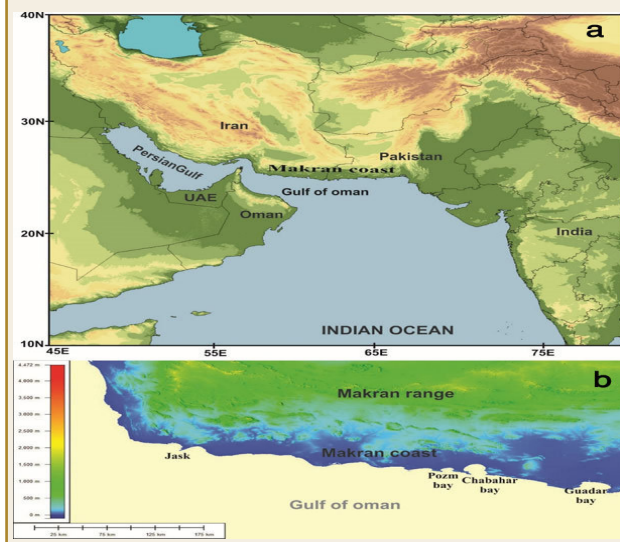 40N
a
30N
Iran
Pakistan
PersianGulf
Makran coast
Gulf of oman
UAE
Oman
20N
India
INDIAN OCEAN
10N
45E
55E
65E
75E
b
4,472 m
4,000 m
3,500 m
3,000 m
2,500 m
2,000 m
1,500 m
1,000 m
500 m
0 m
Makran range
Makran coast
Jask
Pozm
bay
Chabahar
bay
Guadar
bay
Gulf of oman
25 km
75 km
125 km
175 km